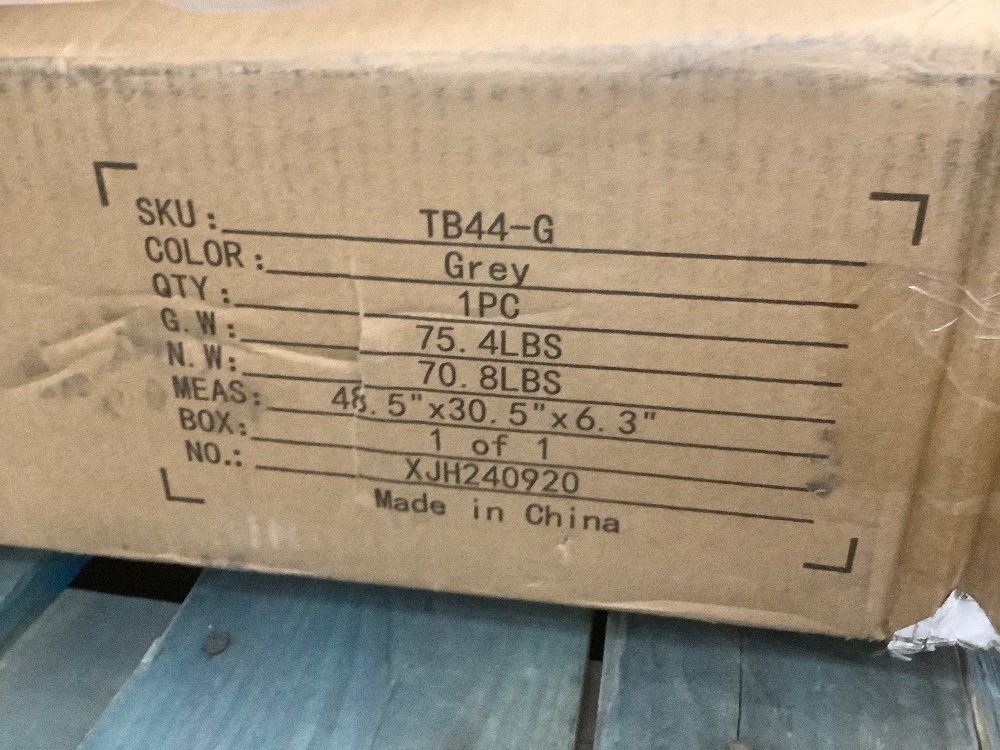 SKU: TB44-G
COLOR: Grey
QTY: 1PC
G.W: 75.4LBS
N.W: 70.8LBS
MEAS: 48.5"x30.5"x6.3"
BOX: 1 of 1
NO.: XJH240920
Made in China